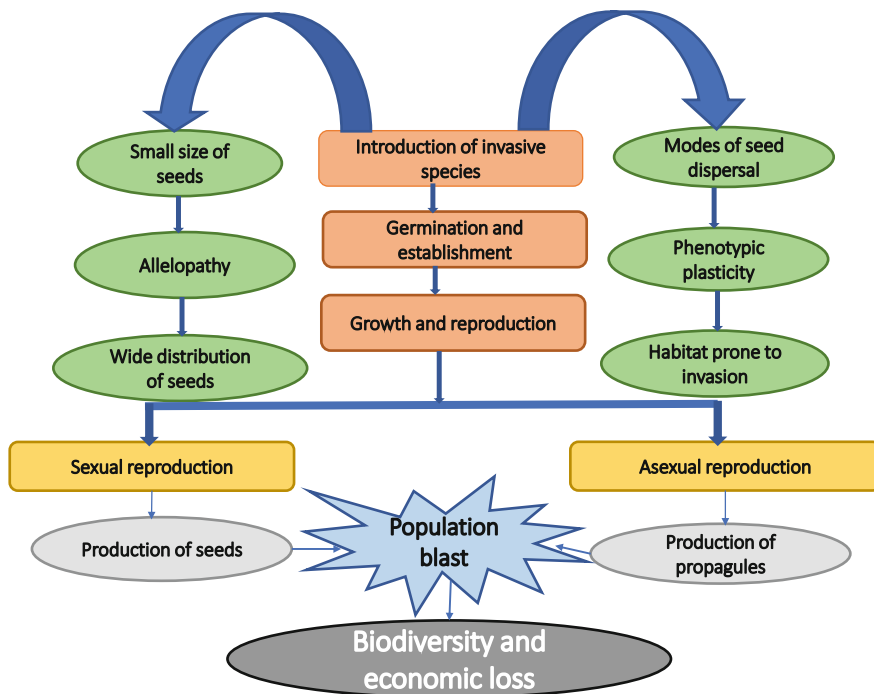 Small size of
seeds
Introduction of invasive
species
Modes of seed
dispersal
Germination and
establishment
Allelopathy
Phenotypic
plasticity
Growth and reproduction
Wide distribution
of seeds
Habitat prone to
invasion
Sexual reproduction
Asexual reproduction
Production of seeds
Population
blast
Production of
propagules
Biodiversity and
economic loss